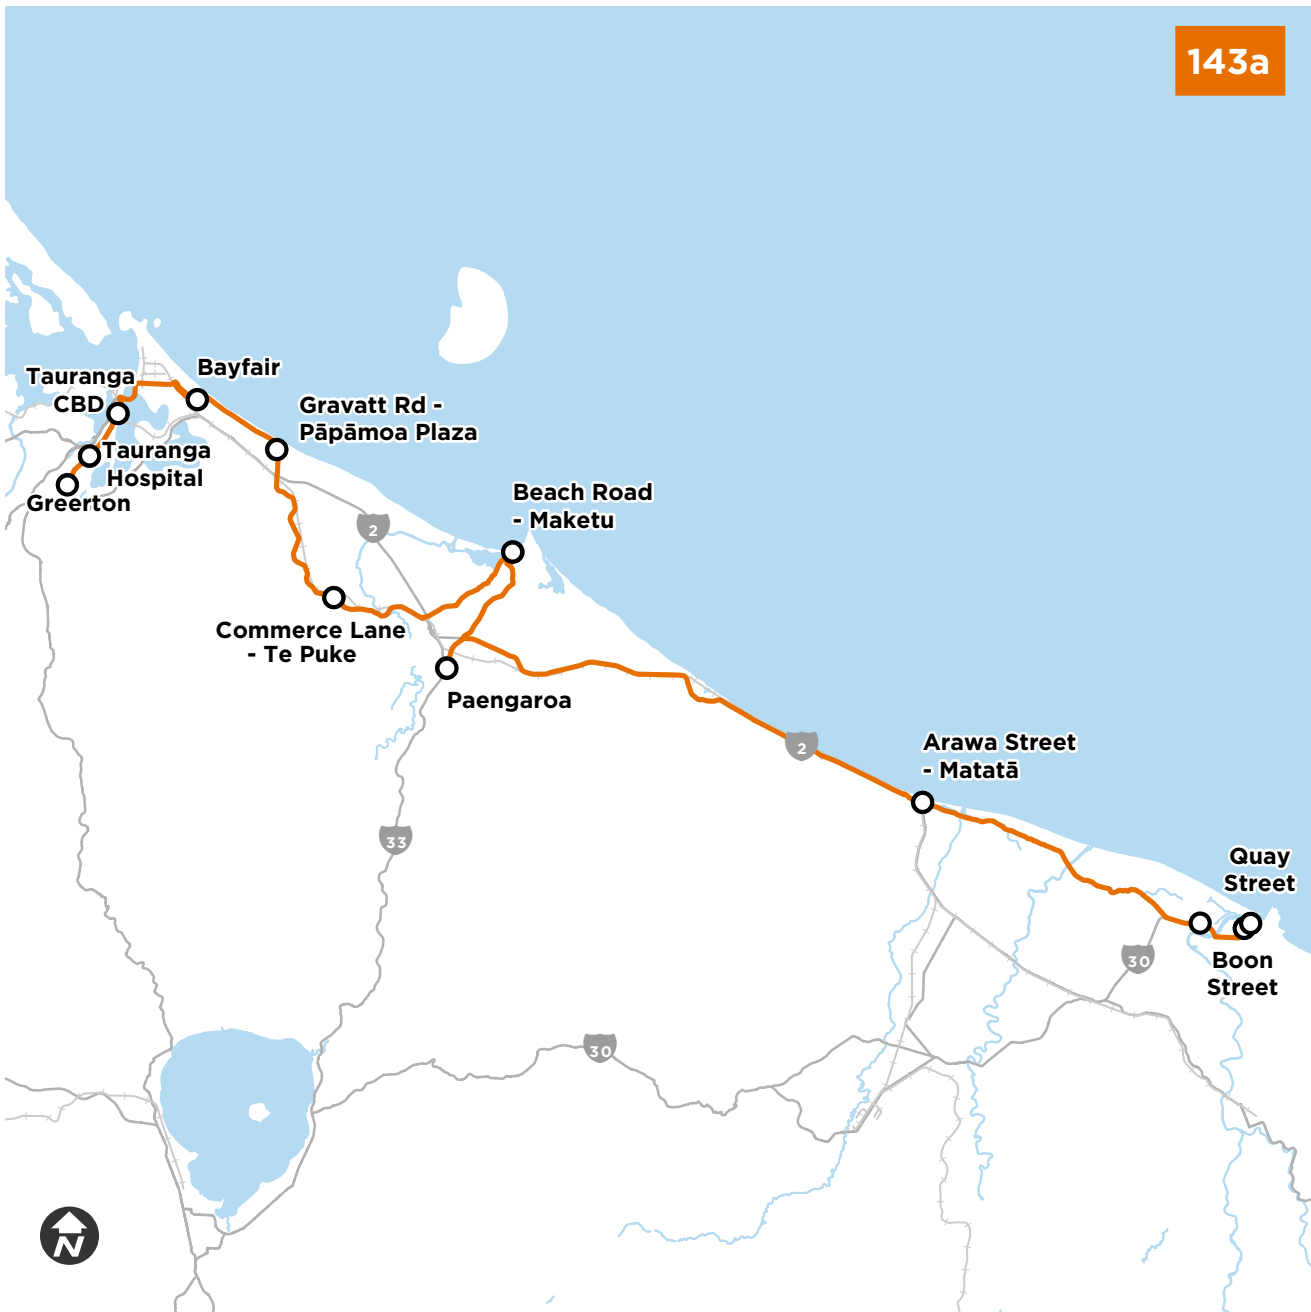 143a
Bayfair
Tauranga
CBD
Gravatt Rd -
Pāpāmoa Plaza
Tauranga
Hospital
Greerton
Beach Road
- Maketu
2
Commerce Lane
- Te Puke
Paengaroa
2
Arawa Street
- Matatā
33
Quay
Street
30
Boon
Street
30
N